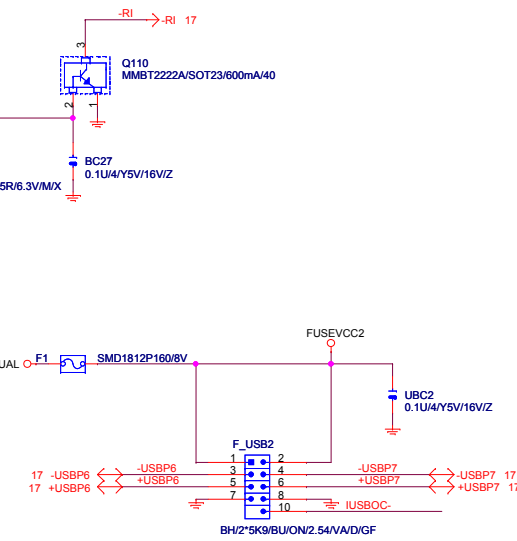 -RI
-RI 17
3
Q110
MMBT2222A/SOT23/600mA/40
2
1
BC27
0.1U/4/Y5V/16V/Z
5R/6.3V/M/X
FUSEVCC2
UAL
F1
SMD1812P160/8V
UBC2
0.1U/4/Y5V/16V/Z
F_USB2
1
2
17 -USBP6
-USBP6
3
4
-USBP7
-USBP7 17
17 +USBP6
+USBP6
5
6
+USBP7
+USBP7 17
7
8
10
IUSBOC-
BH/2*5K9/BU/ON/2.54/VA/D/GF